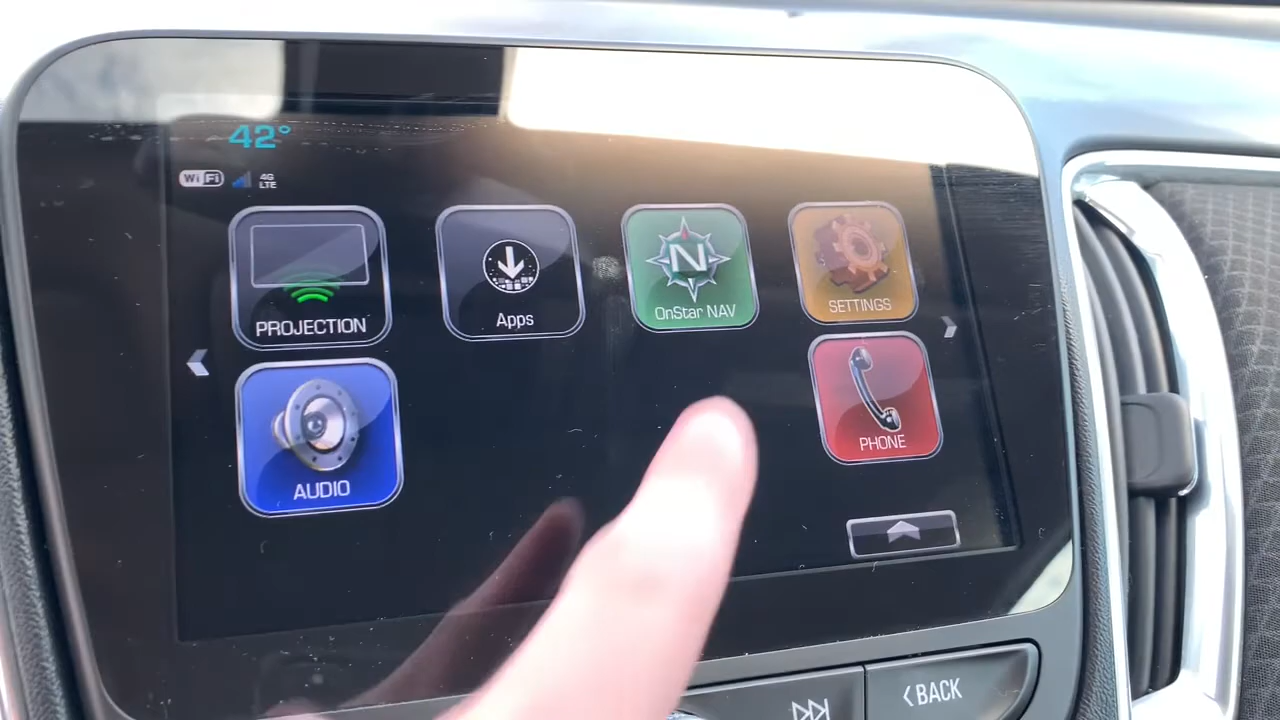 42°
WiFi
4G
LTE
PROJECTION
Apps
N
OnStar NAV
SETTINGS
AUDIO
PHONE
BACK